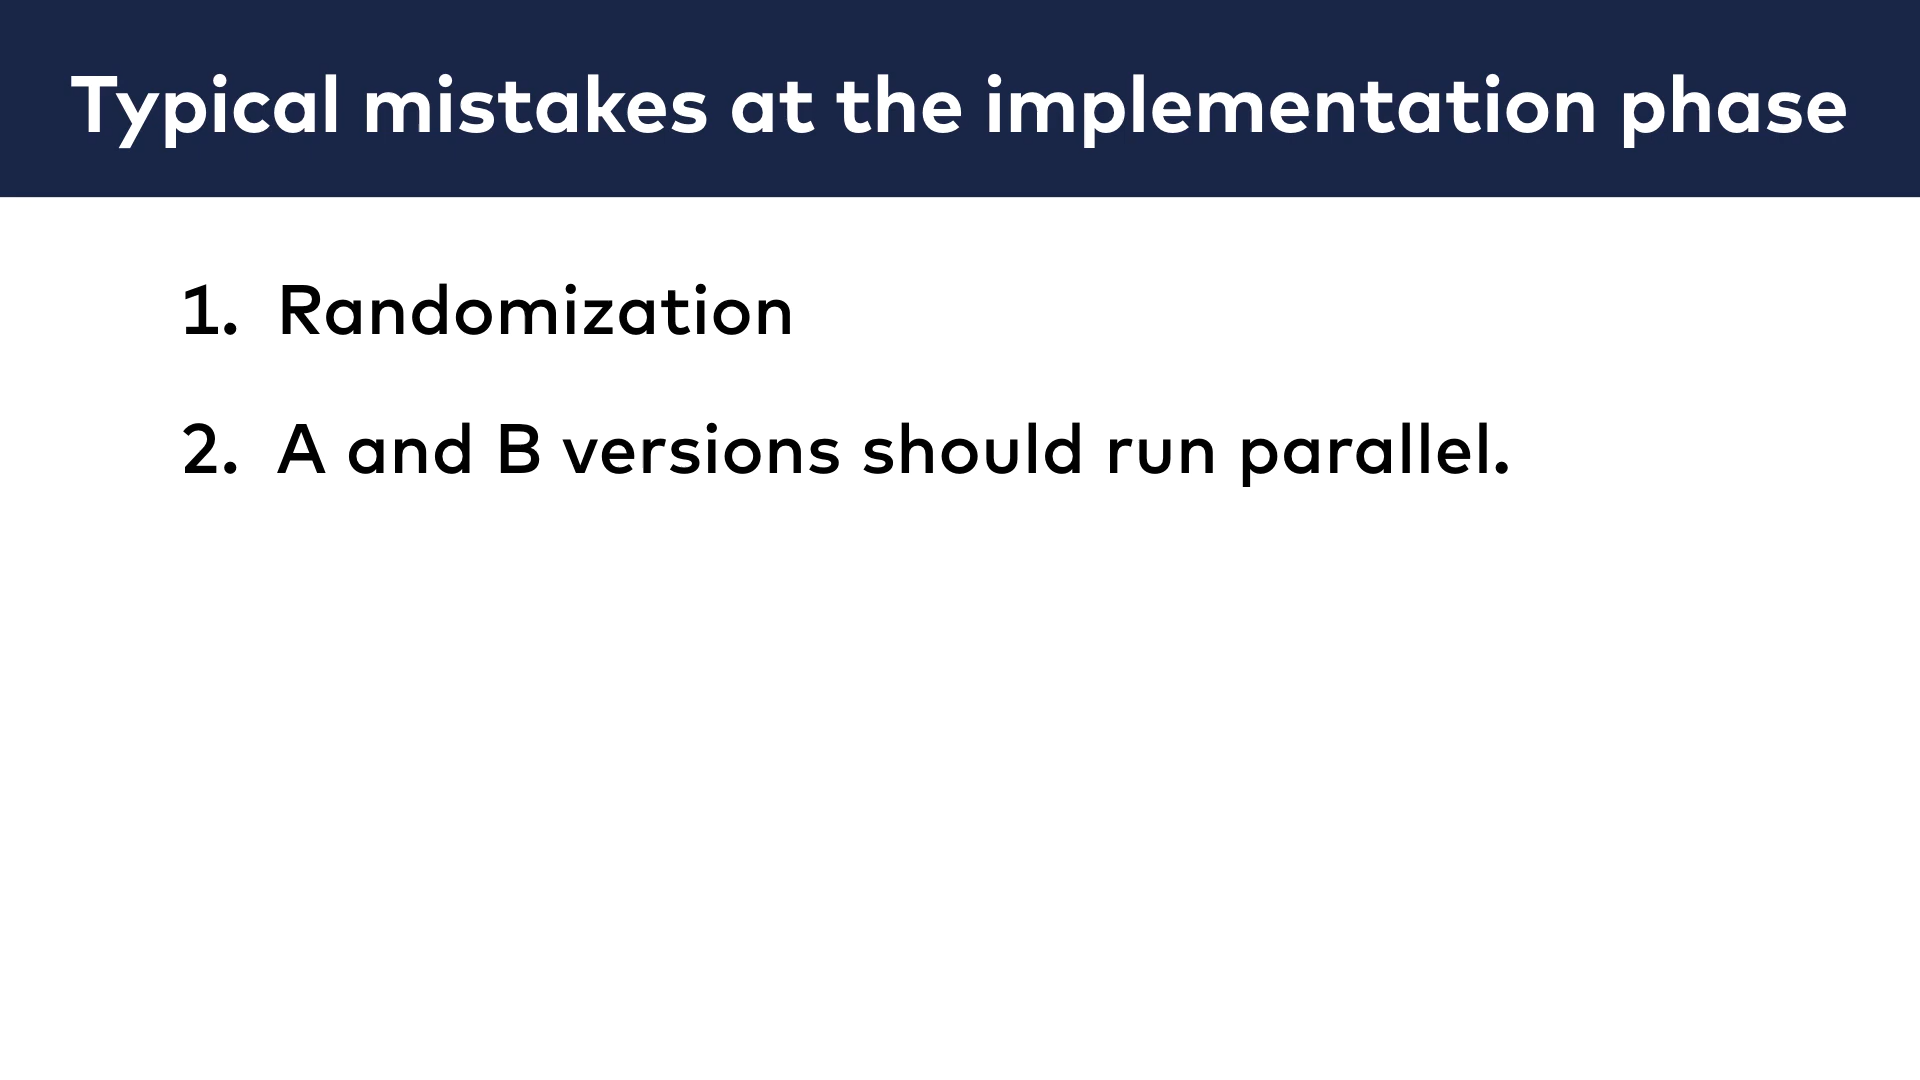 Typical mistakes at the implementation phase
1. Randomization
2. A and B versions should run parallel.